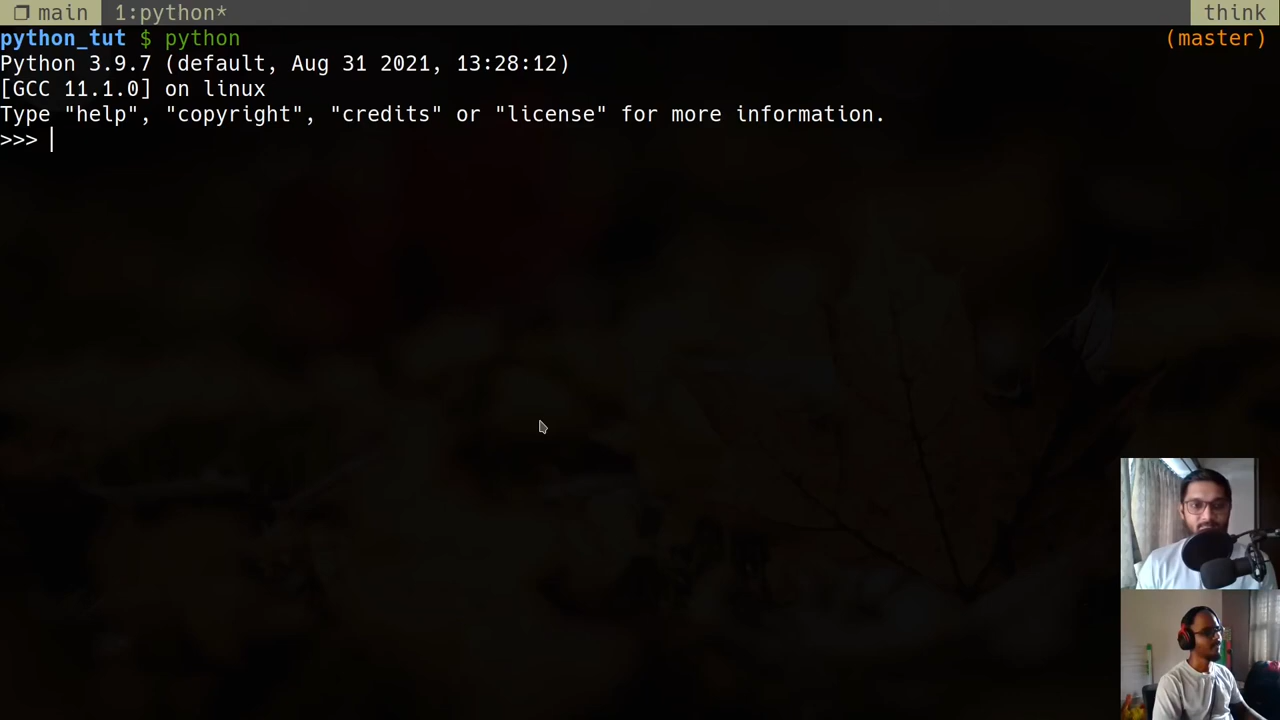 main 1:python* think
python_tut $ python (master)
Python 3.9.7 (default, Aug 31 2021, 13:28:12)
[GCC 11.1.0] on linux
Type "help", "copyright", "credits" or "license" for more information.
>>>